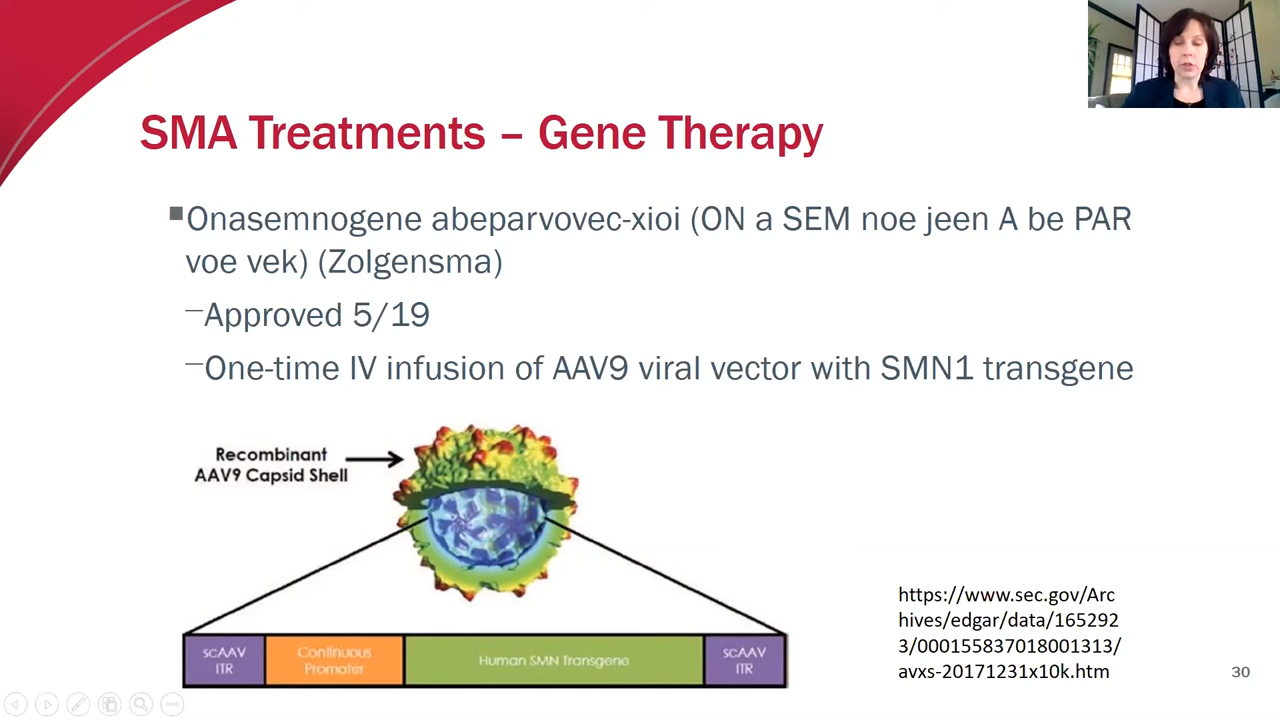 SMA Treatments – Gene Therapy
Onasemnogene abeparvovec-xioi (ON a SEM noe jeen A be PAR
voe vek) (Zolgensma)
–Approved 5/19
–One-time IV infusion of AAV9 viral vector with SMN1 transgene
Recombinant
AAV9 Capsid Shell
scAAV
ITR
Continuous
Promoter
Human SMN Transgene
scAAV
ITR
https://www.sec.gov/Arc
hives/edgar/data/165292
3/000155837018001313/
avxs-20171231x10k.htm
30